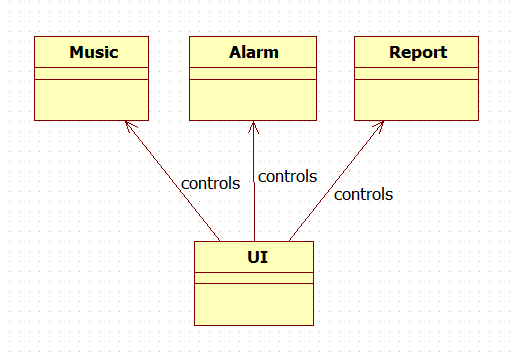 Music
Alarm
Report
controls
controls
controls
UI